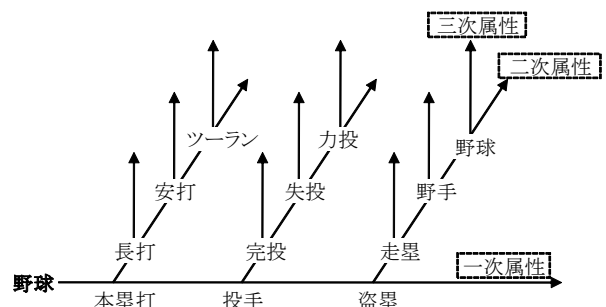 三次属性
二次属性
ツーラン
力投
野球
安打
失投
野手
長打
完投
走塁
一次属性
野球
本塁打
投手
盗塁